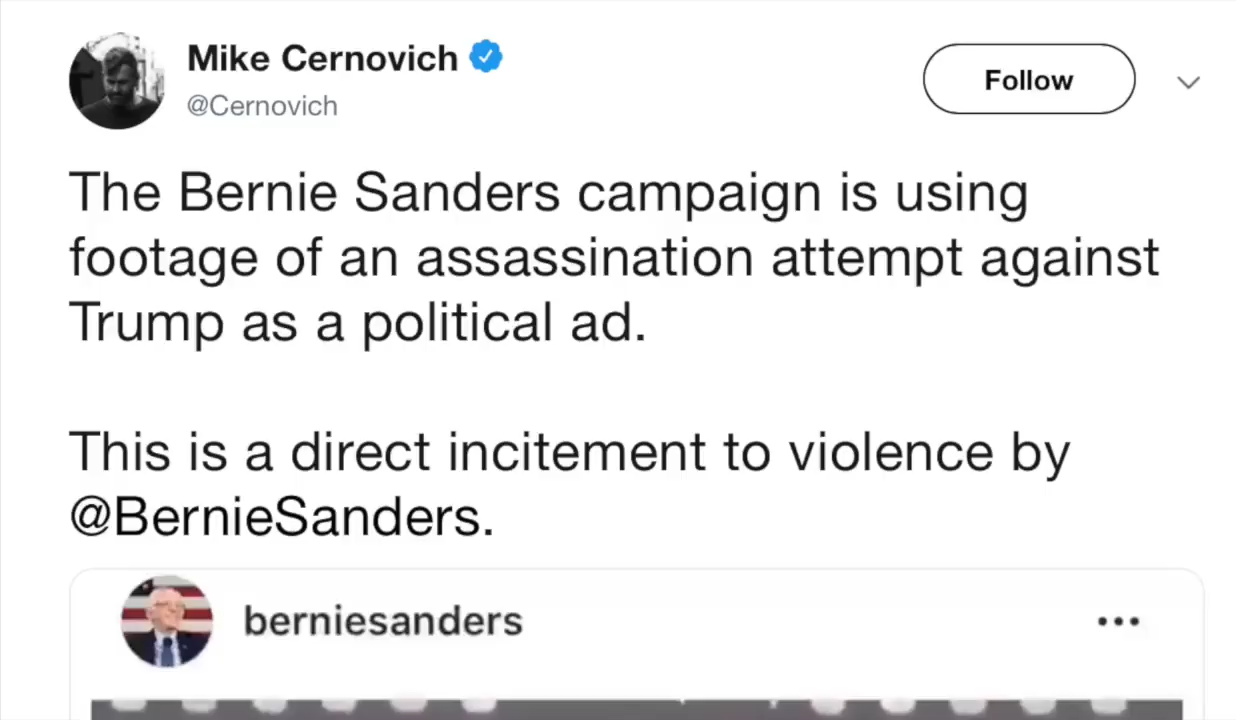 Mike Cernovich
@Cernovich
Follow
The Bernie Sanders campaign is using
footage of an assassination attempt against
Trump as a political ad.
This is a direct incitement to violence by
@BernieSanders.
berniesanders